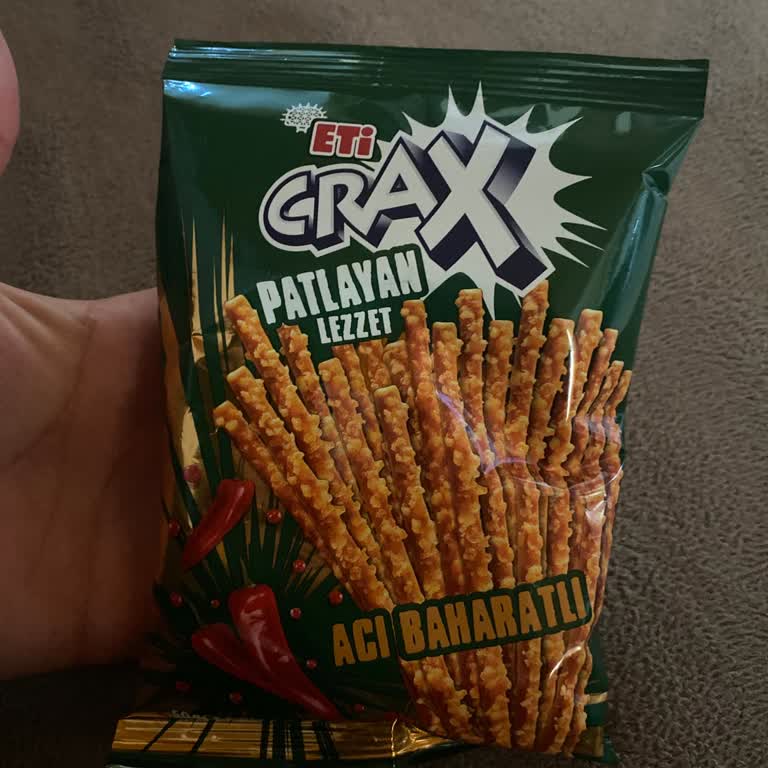 ETi
CRAX
PATLAYAN
LEZZET
ACI BAHARATLI